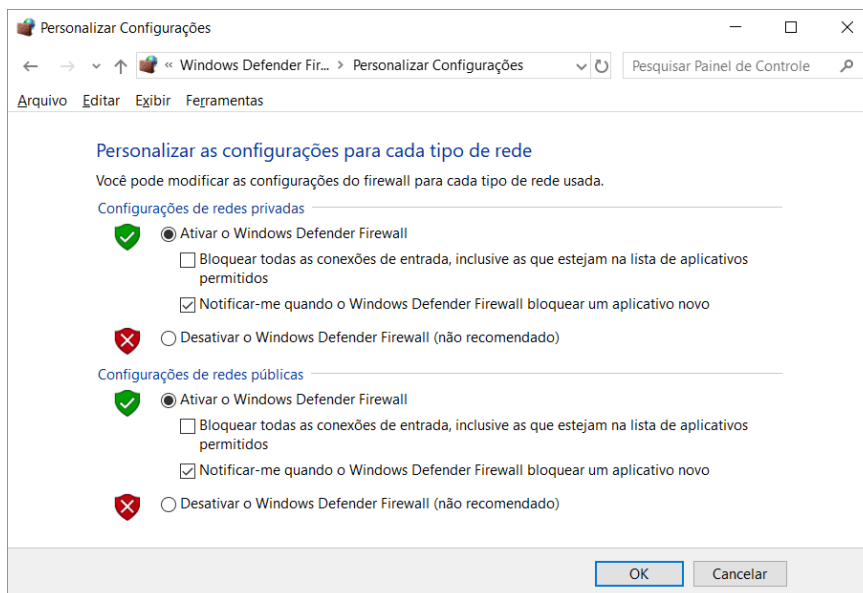 Personalizar Configurações
« Windows Defender Fir... > Personalizar Configurações
Pesquisar Painel de Controle
Arquivo Editar Exibir Ferramentas
Personalizar as configurações para cada tipo de rede
Você pode modificar as configurações do firewall para cada tipo de rede usada.
Configurações de redes privadas
Ativar o Windows Defender Firewall
Bloquear todas as conexões de entrada, inclusive as que estejam na lista de aplicativos
permitidos
Notificar-me quando o Windows Defender Firewall bloquear um aplicativo novo
Desativar o Windows Defender Firewall (não recomendado)
Configurações de redes públicas
Ativar o Windows Defender Firewall
Bloquear todas as conexões de entrada, inclusive as que estejam na lista de aplicativos
permitidos
Notificar-me quando o Windows Defender Firewall bloquear um aplicativo novo
Desativar o Windows Defender Firewall (não recomendado)
OK Cancelar